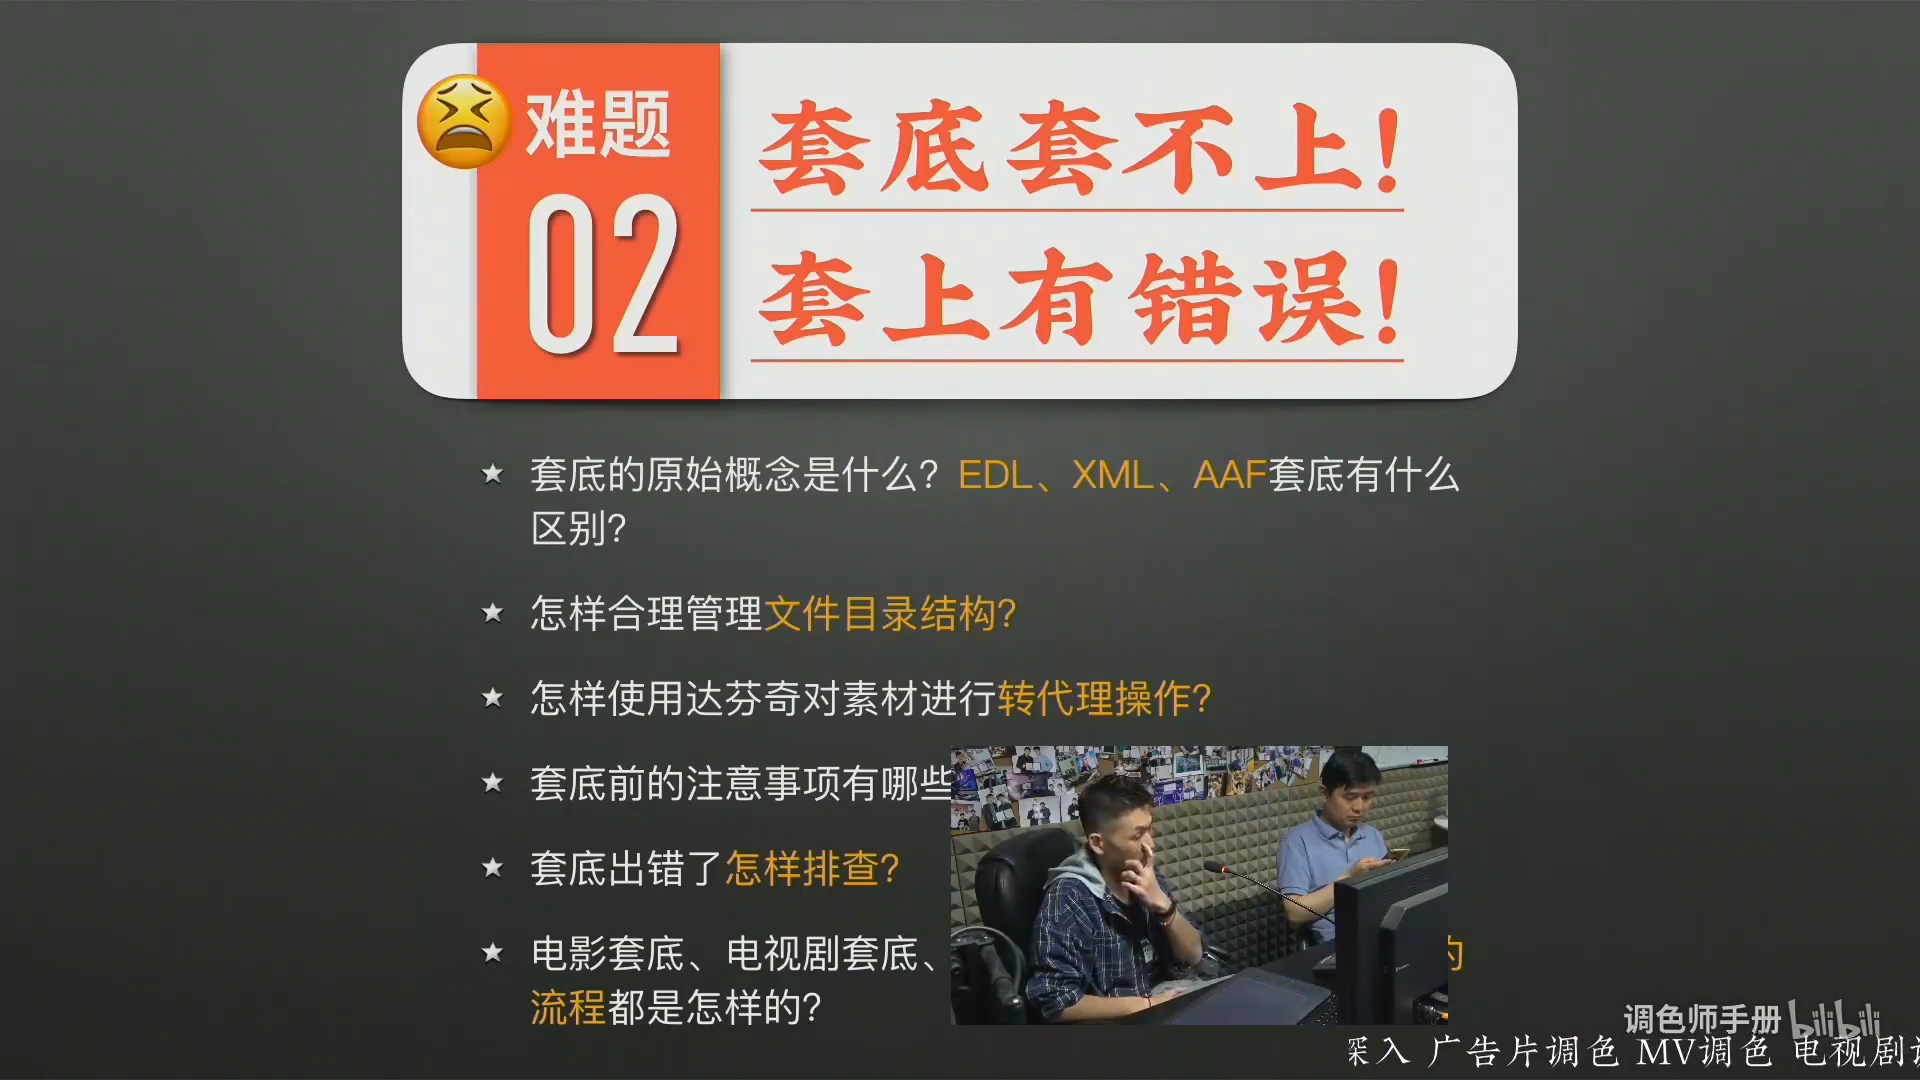 难题
02
套底套不上!
套上有错误!
套底的原始概念是什么? EDL、XML、AAF套底有什么
区别?
怎样合理管理文件目录结构?
怎样使用达芬奇对素材进行转代理操作?
套底前的注意事项有哪些
套底出错了怎样排查?
电影套底、电视剧套底、
的
流程都是怎样的?
调色师手册 bilibili
深入 广告片调色 MV调色 电视剧